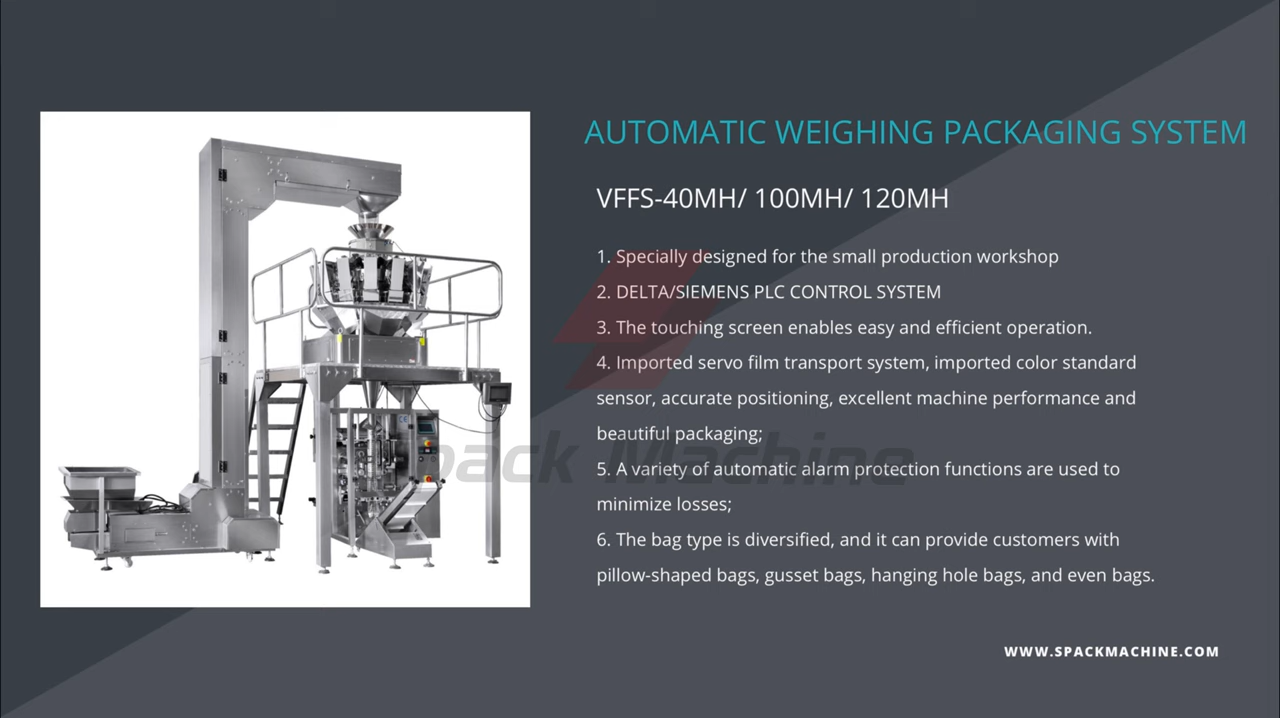 AUTOMATIC WEIGHING PACKAGING SYSTEM
VFFS-40MH/ 100MH/ 120MH
1. Specially designed for the small production workshop
2. DELTA/SIEMENS PLC CONTROL SYSTEM
3. The touching screen enables easy and efficient operation.
4. Imported servo film transport system, imported color standard
sensor, accurate positioning, excellent machine performance and
beautiful packaging;
5. A variety of automatic alarm protection functions are used to
minimize losses;
6. The bag type is diversified, and it can provide customers with
pillow-shaped bags, gusset bags, hanging hole bags, and even bags.
Spack Machine
WWW.SPACKMACHINE.COM